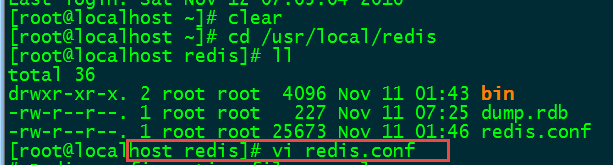 Last login: Sat Nov 12 07:09:04 2016
[root@localhost ~]# clear
[root@localhost ~]# cd /usr/local/redis
[root@localhost redis]# ll
total 36
drwxr-xr-x. 2 root root  4096 Nov 11 01:43 bin
-rw-r--r--. 1 root root   227 Nov 11 07:25 dump.rdb
-rw-r--r--. 1 root root 25673 Nov 11 01:46 redis.conf
[root@localhost redis]# vi redis.conf